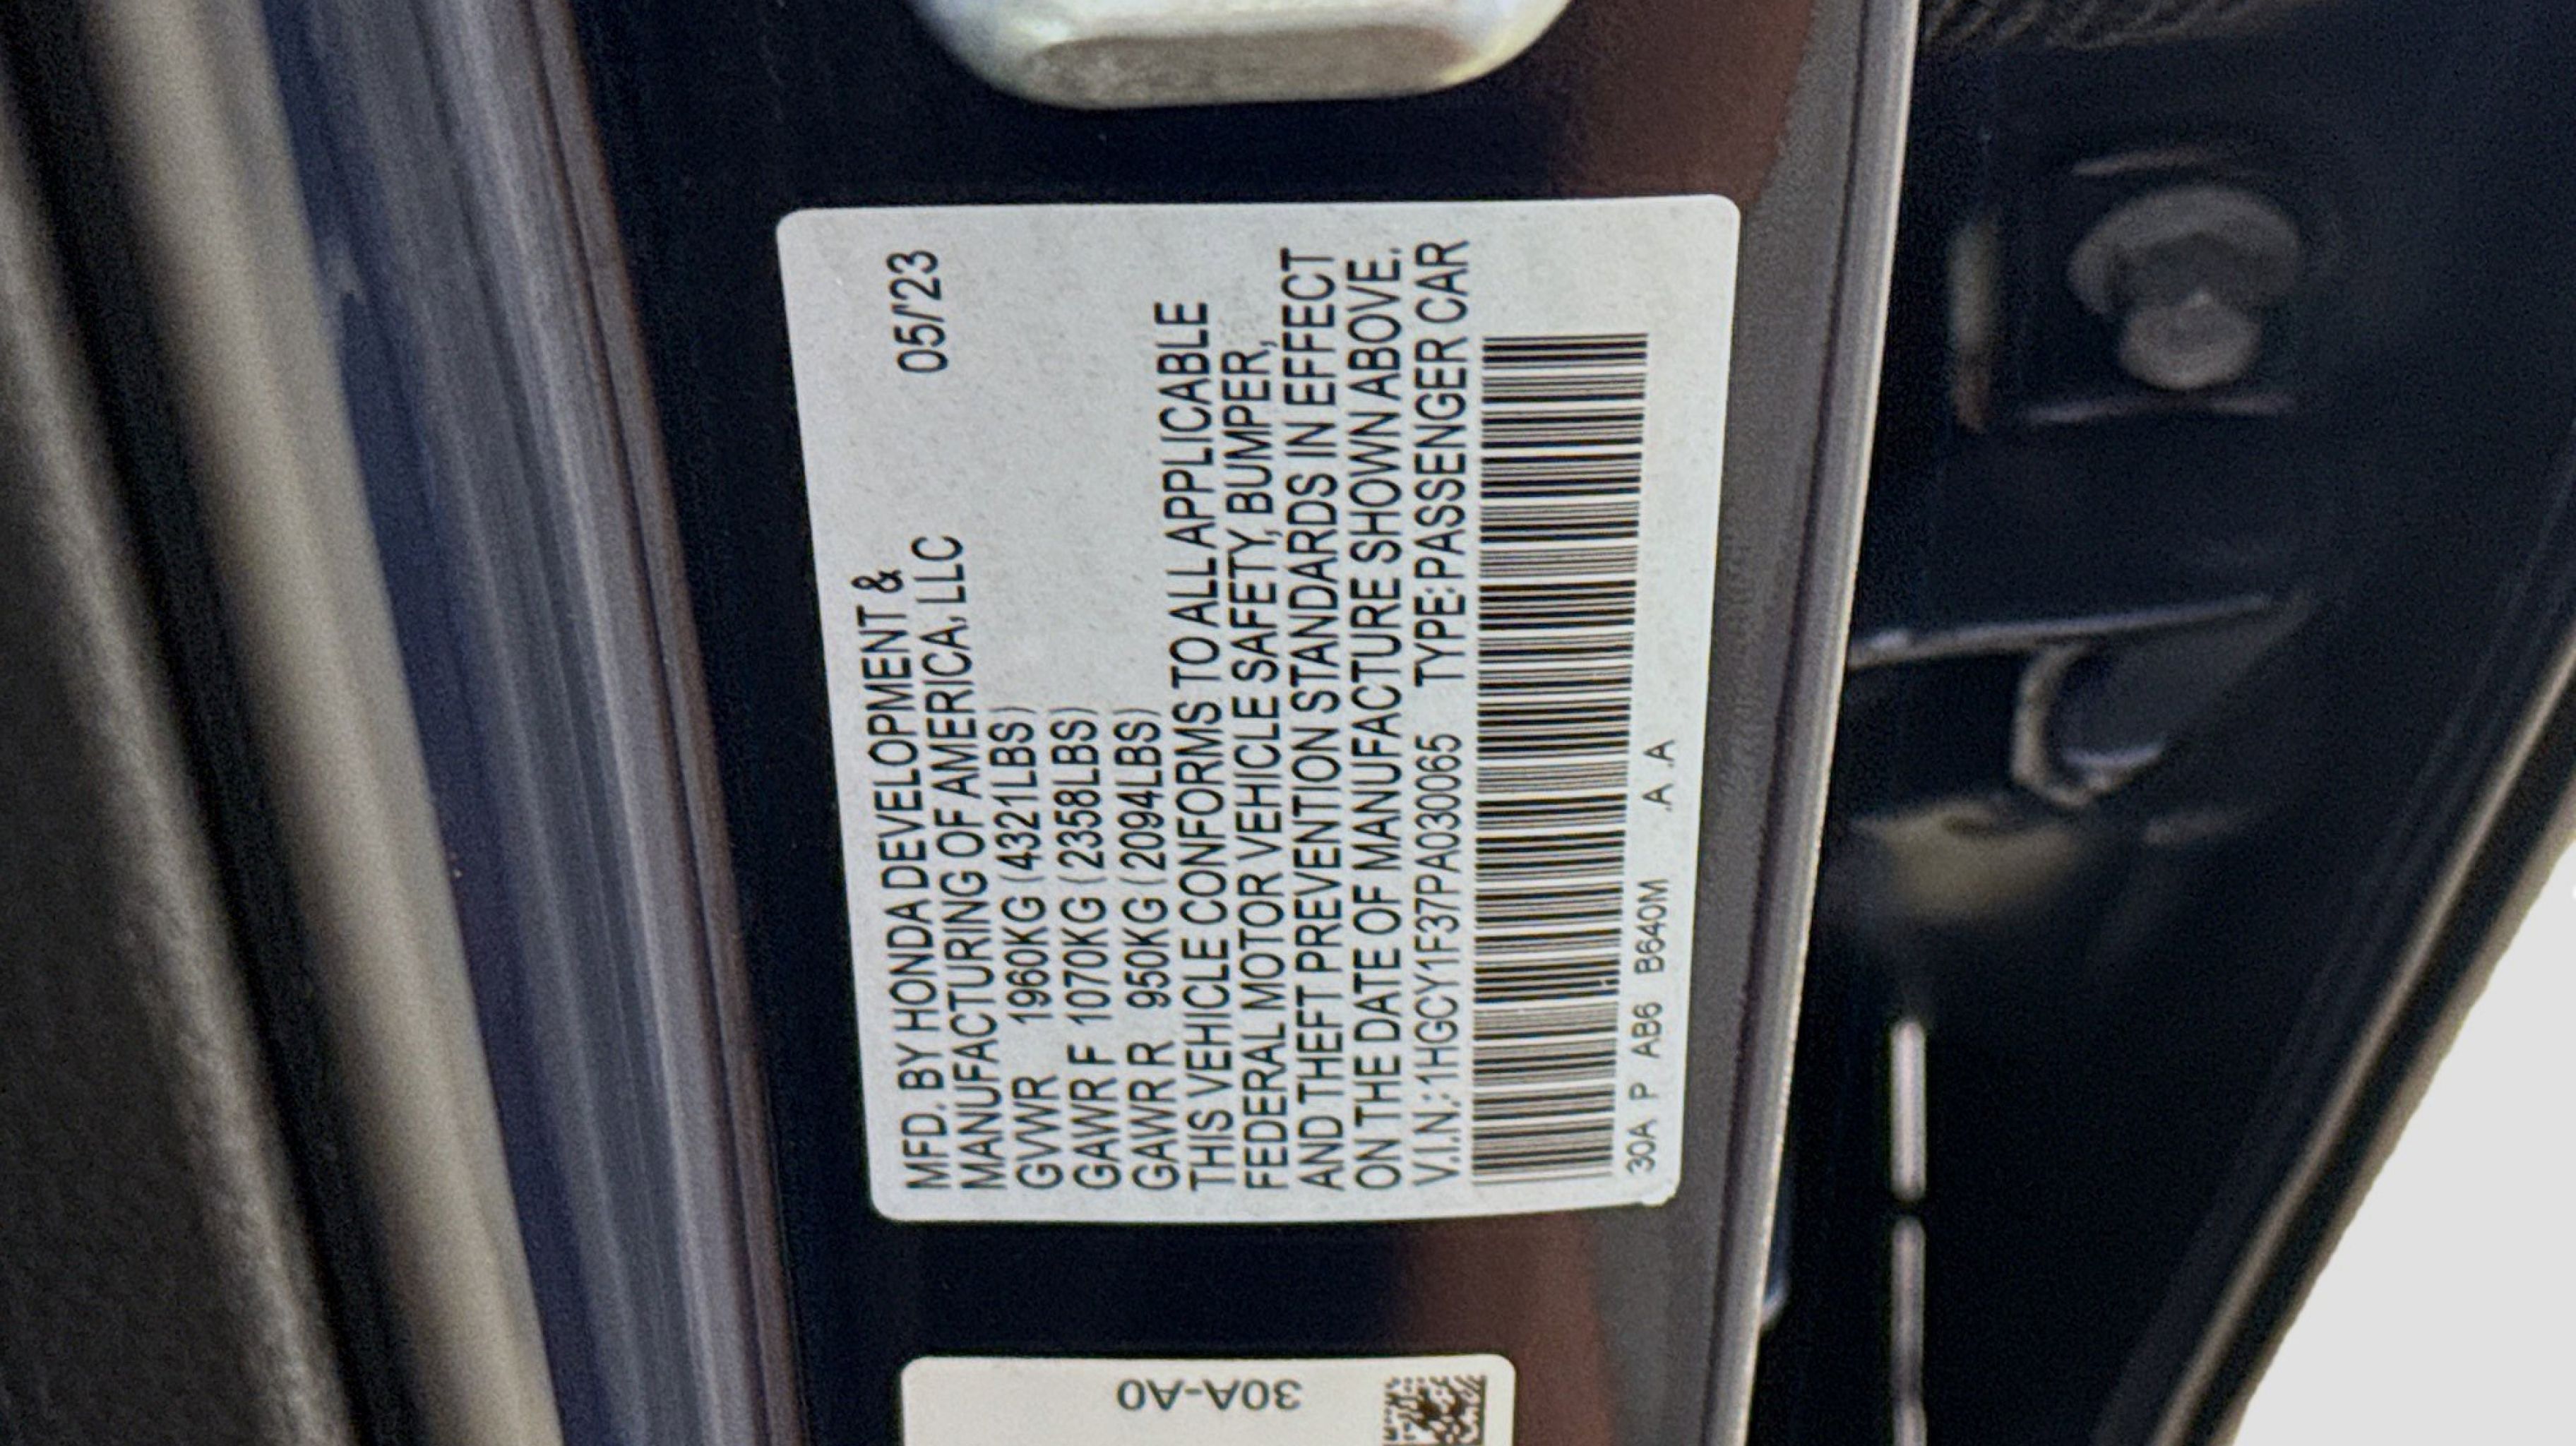 MFD. BY HONDA DEVELOPMENT &
MANUFACTURING OF AMERICA, LLC 05/'23
GVWR 1960KG (4321LBS)
GAWR F 1070KG (2358LBS)
GAWR R 950KG (2094LBS)
THIS VEHICLE CONFORMS TO ALL APPLICABLE
FEDERAL MOTOR VEHICLE SAFETY, BUMPER,
AND THEFT PREVENTION STANDARDS IN EFFECT
ON THE DATE OF MANUFACTURE SHOWN ABOVE.
V.I.N.: 1HGCY1F37PA030065 TYPE: PASSENGER CAR
30A P AB6 B640M .A .A
30A-A0